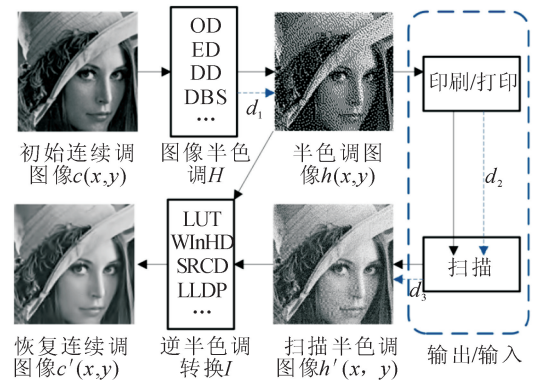 OD
ED
DD
DBS
...
d₁
印刷/打印
初始连续调
图像c(x,y)
图像半色
调H
半色调图
像h(x,y)
d₂
LUT
WInHD
SRCD
LLDP
...
扫描
d₃
恢复连续调
图像c′(x,y)
逆半色调
转换I
扫描半色调
图像h′(x，y)
输出/输入